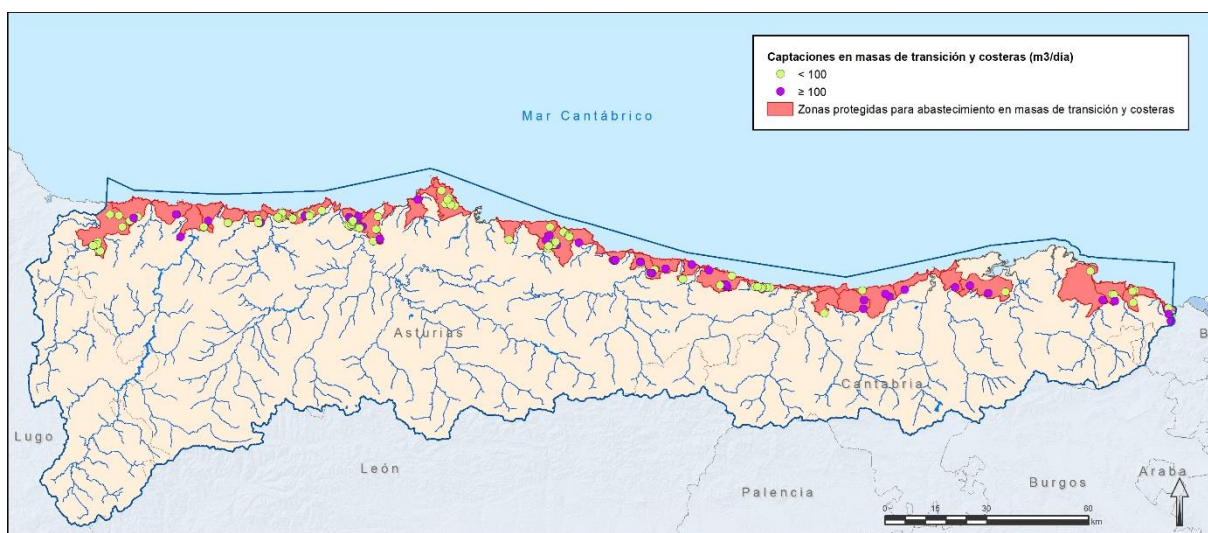 Captaciones en masas de transición y costeras (m3/día)
< 100
≥ 100
Zonas protegidas para abastecimiento en masas de transición y costeras
Mar Cantábrico
Asturias
Cantabria
B
Lugo
León
Palencia
Burgos
Araba
0 15 30 60
km